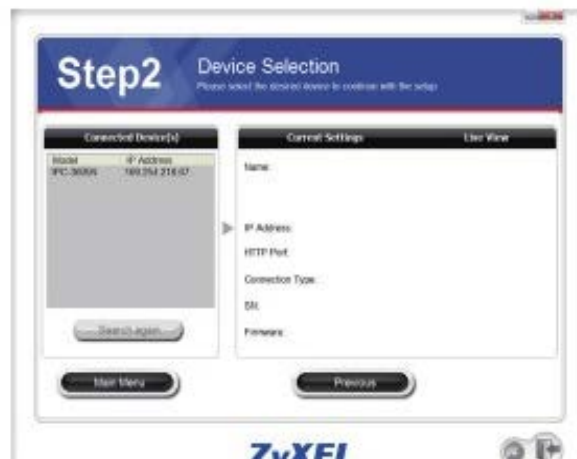 Step2
Device Selection
Please select the desired device to continue with the setup
Connected Device(s)
Model IP Address
Current Settings Live View
Name:
IP Address:
HTTP Port:
Connection Type:
SN:
Firmware:
Search again
Main Menu
Previous
ZyXEL